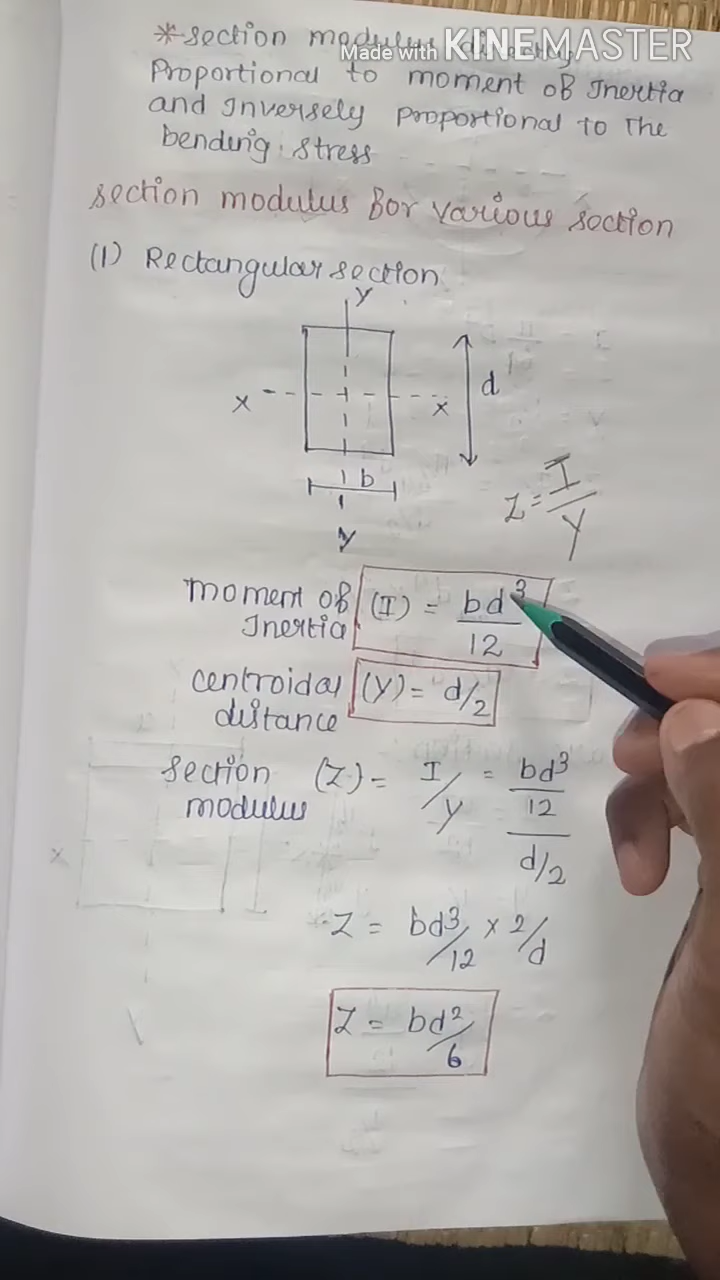 *section modulus
Made with KINEMASTER
Proportional to moment of Inertia
and Inversely proportional to The
bending stress
section modulus for various section
(1) Rectangular section
y
x x
d
b
y
Z = I/Y
moment of Inertia (I) = bd³/12
centroidal distance (Y) = d/2
section modulus (Z) = I/Y = bd³/12 / d/2
Z = bd³/12 × 2/d
Z = bd²/6